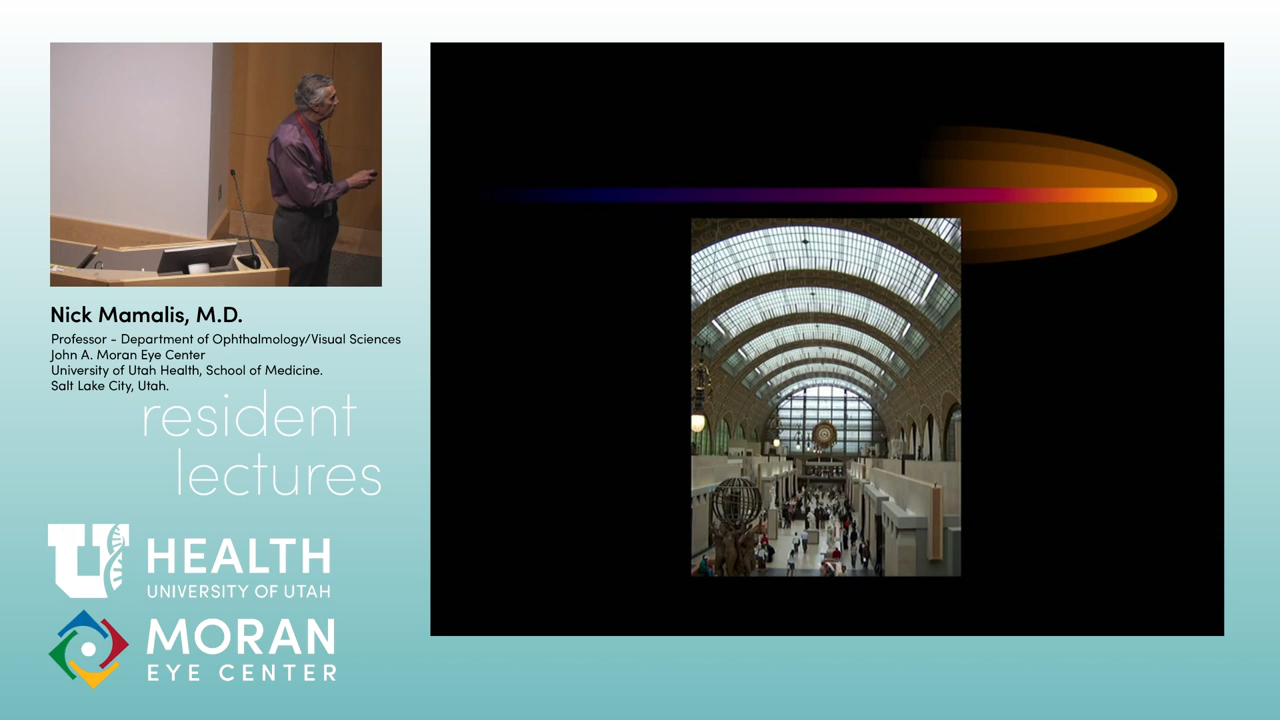 Nick Mamalis, M.D.
Professor - Department of Ophthalmology/Visual Sciences
John A. Moran Eye Center
University of Utah Health, School of Medicine.
Salt Lake City, Utah.
resident
lectures
U HEALTH
UNIVERSITY OF UTAH
MORAN
EYE CENTER